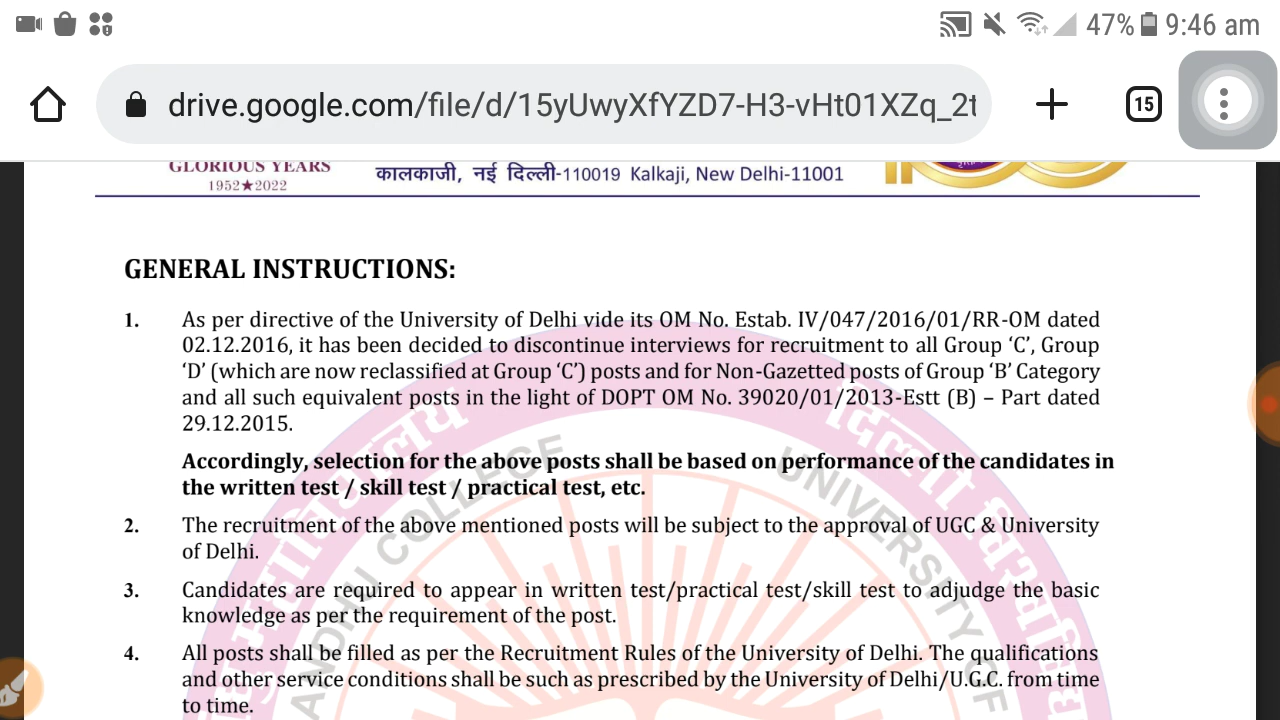 47% 9:46 am
drive.google.com/file/d/15yUwyXfYZD7-H3-vHt01XZq_2t
15
GLORIOUS YEARS
1952★2022
कालकाजी, नई दिल्ली-110019 Kalkaji, New Delhi-11001
GENERAL INSTRUCTIONS:
1. As per directive of the University of Delhi vide its OM No. Estab. IV/047/2016/01/RR-OM dated
02.12.2016, it has been decided to discontinue interviews for recruitment to all Group ‘C’, Group
‘D’ (which are now reclassified at Group ‘C’) posts and for Non-Gazetted posts of Group ‘B’ Category
and all such equivalent posts in the light of DOPT OM No. 39020/01/2013-Estt (B) – Part dated
29.12.2015.
Accordingly, selection for the above posts shall be based on performance of the candidates in
the written test / skill test / practical test, etc.
2. The recruitment of the above mentioned posts will be subject to the approval of UGC & University
of Delhi.
3. Candidates are required to appear in written test/practical test/skill test to adjudge the basic
knowledge as per the requirement of the post.
4. All posts shall be filled as per the Recruitment Rules of the University of Delhi. The qualifications
and other service conditions shall be such as prescribed by the University of Delhi/U.G.C. from time
to time.
ANDHU COLLEGE
UNIVERSITY OF